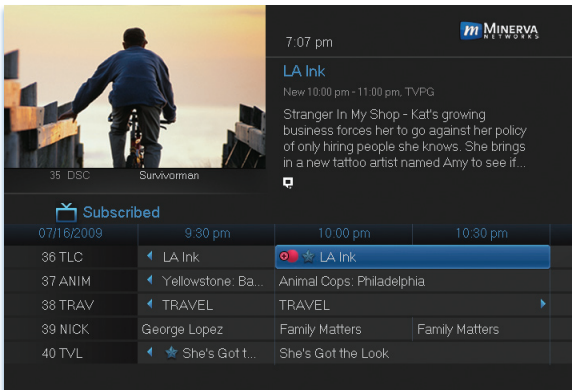 7:07 pm
m MINERVA
NETWORKS
LA Ink
New 10:00 pm - 11:00 pm, TVPG
Stranger In My Shop - Kat's growing
business forces her to go against her policy
of only hiring people she knows. She brings
in a new tattoo artist named Amy to see if...
35 DSC Survivorman
Subscribed
07/16/2009 9:30 pm 10:00 pm 10:30 pm
36 TLC LA Ink LA Ink
37 ANIM Yellowstone: Ba... Animal Cops: Philadelphia
38 TRAV TRAVEL TRAVEL
39 NICK George Lopez Family Matters Family Matters
40 TVL She's Got t... She's Got the Look